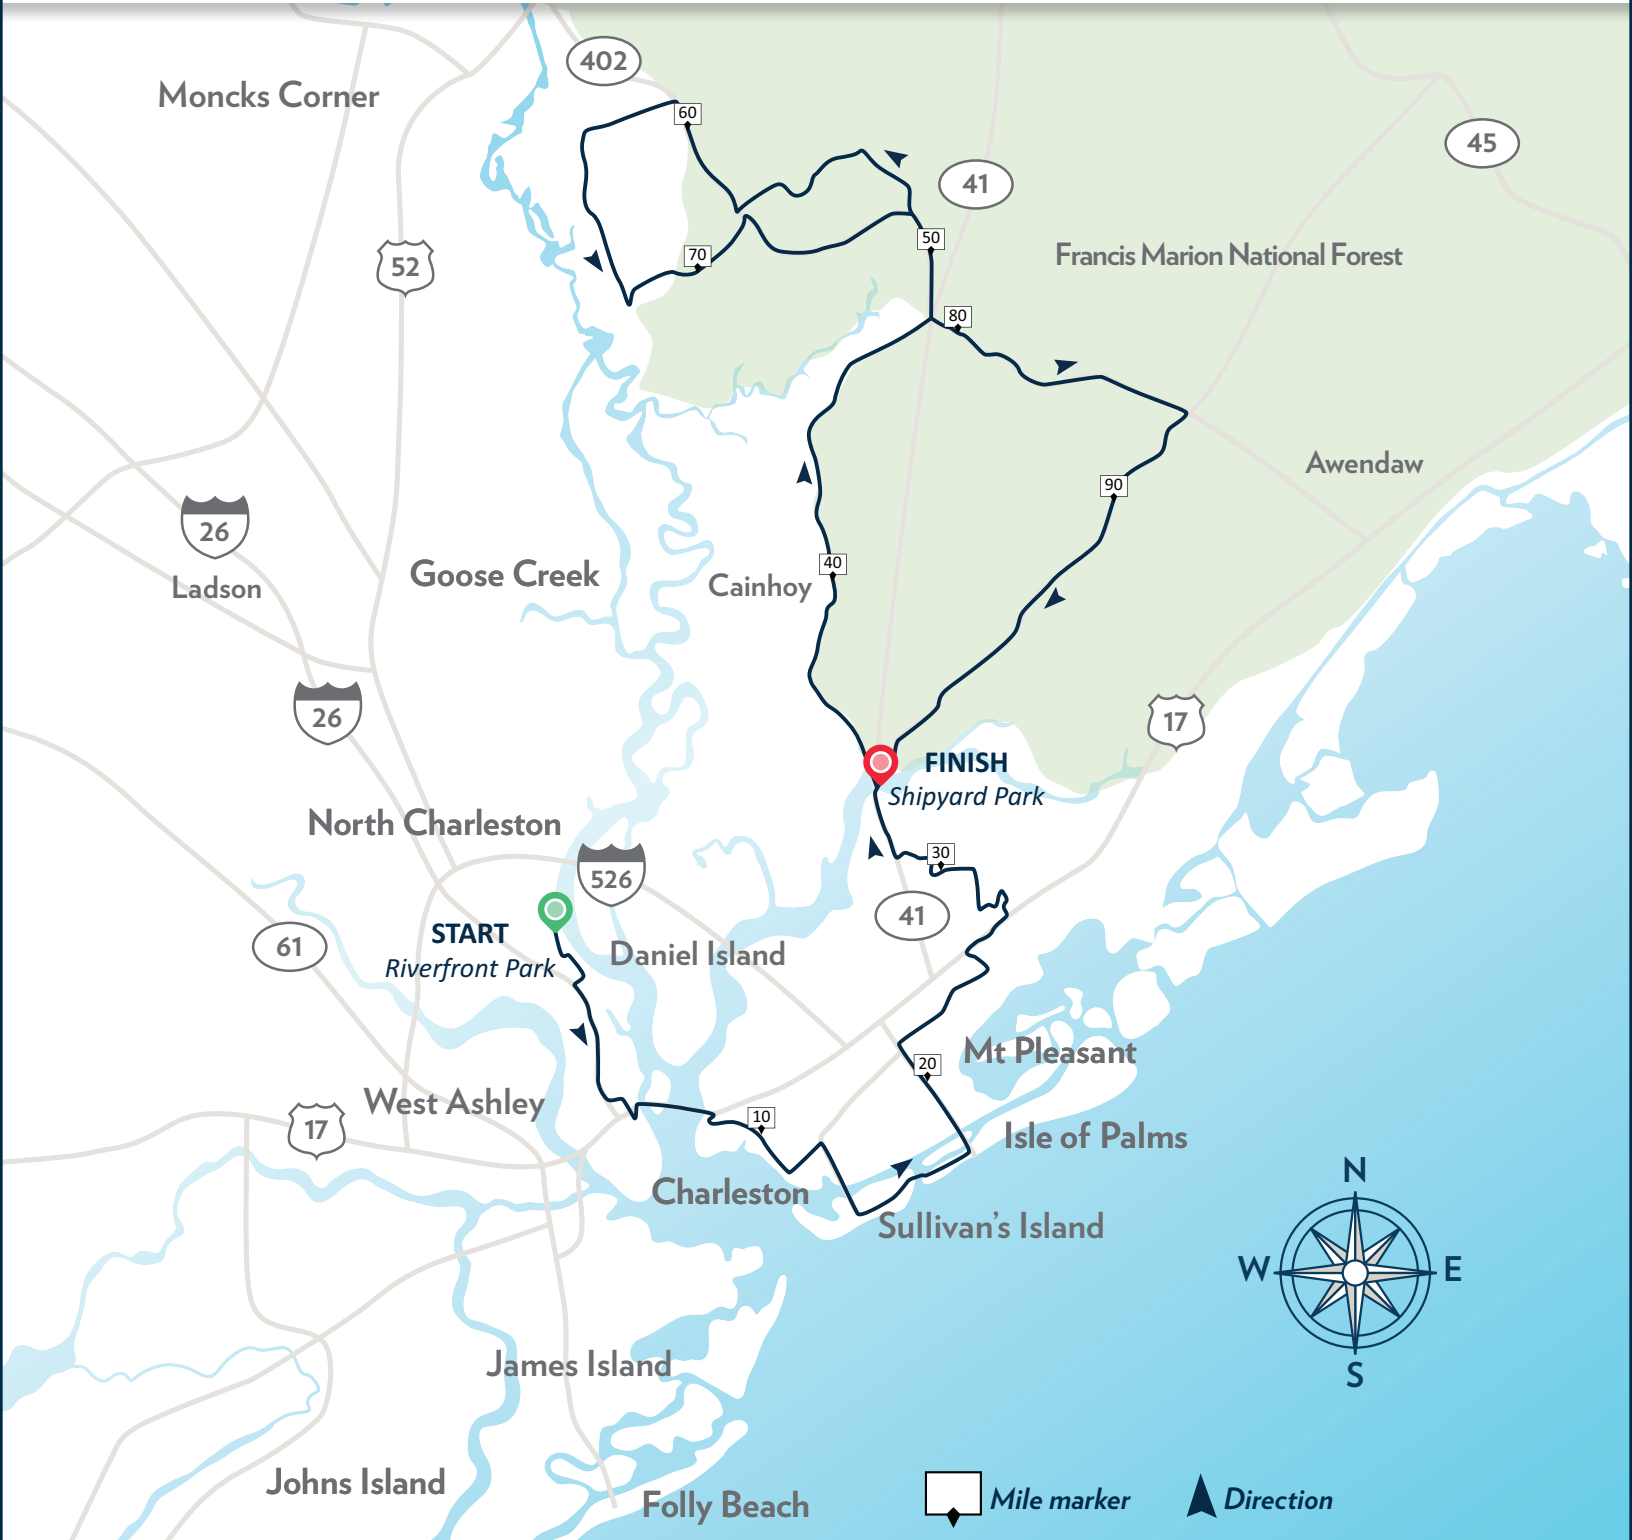 402
Moncks Corner
60
45
41
50
Francis Marion National Forest
52
70
80
Awendaw
90
26
Ladson
Goose Creek
Cainhoy
40
26
17
FINISH
Shipyard Park
North Charleston
30
526
41
START
Riverfront Park
61
Daniel Island
Mt Pleasant
20
West Ashley
17
10
Isle of Palms
Charleston
Sullivan's Island
N
W
E
S
James Island
Johns Island
Folly Beach
Mile marker
Direction